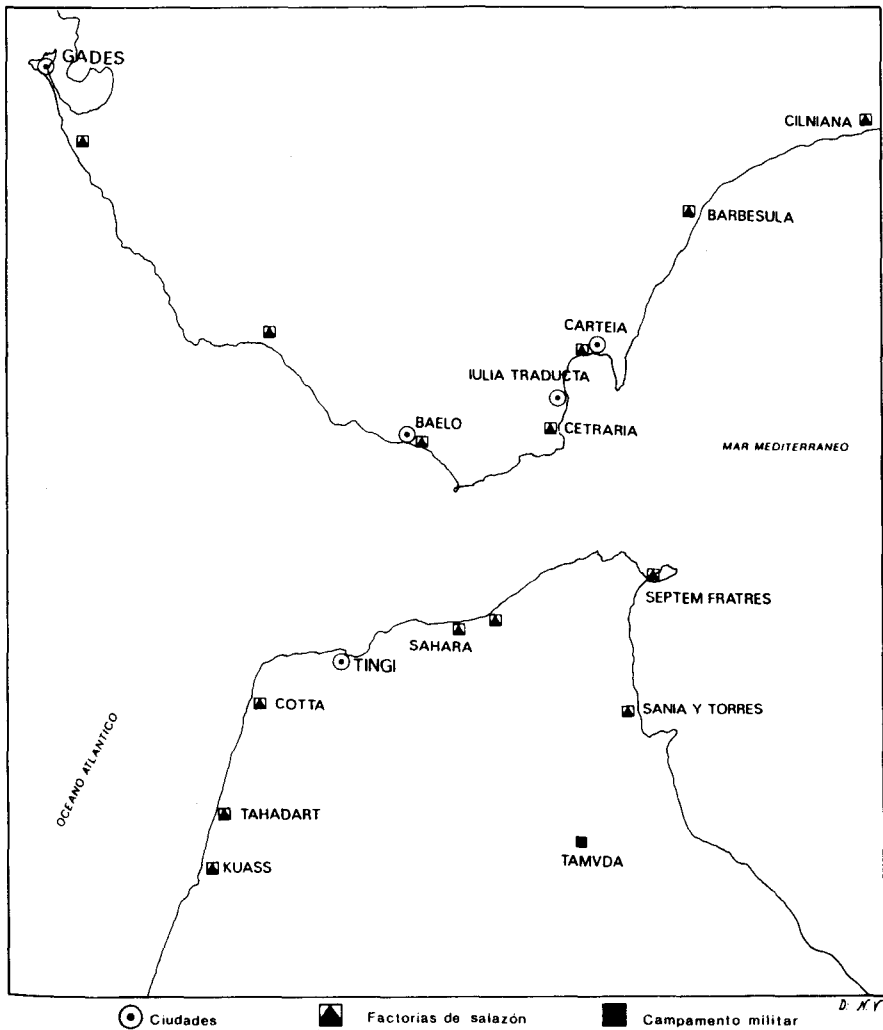 GADES
CILNIANA
BARBESULA
CARTEIA
IULIA TRADUCTA
BAELO
CETRARIA
MAR MEDITERRANEO
SEPTEM FRATRES
SAHARA
TINGI
COTTA
SANIA Y TORRES
OCEANO ATLANTICO
TAHADART
TAMVDA
KUASS
D: N.V
Ciudades
Factorias de salazón
Campamento militar